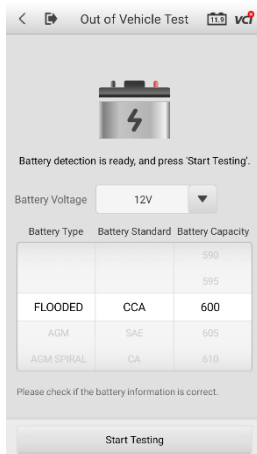 Out of Vehicle Test 11.9 VCI
Battery detection is ready, and press 'Start Testing'.
Battery Voltage 12V
Battery Type Battery Standard Battery Capacity
590
595
FLOODED CCA 600
AGM SAE 605
AGM SPIRAL CA 610
Please check if the battery information is correct.
Start Testing